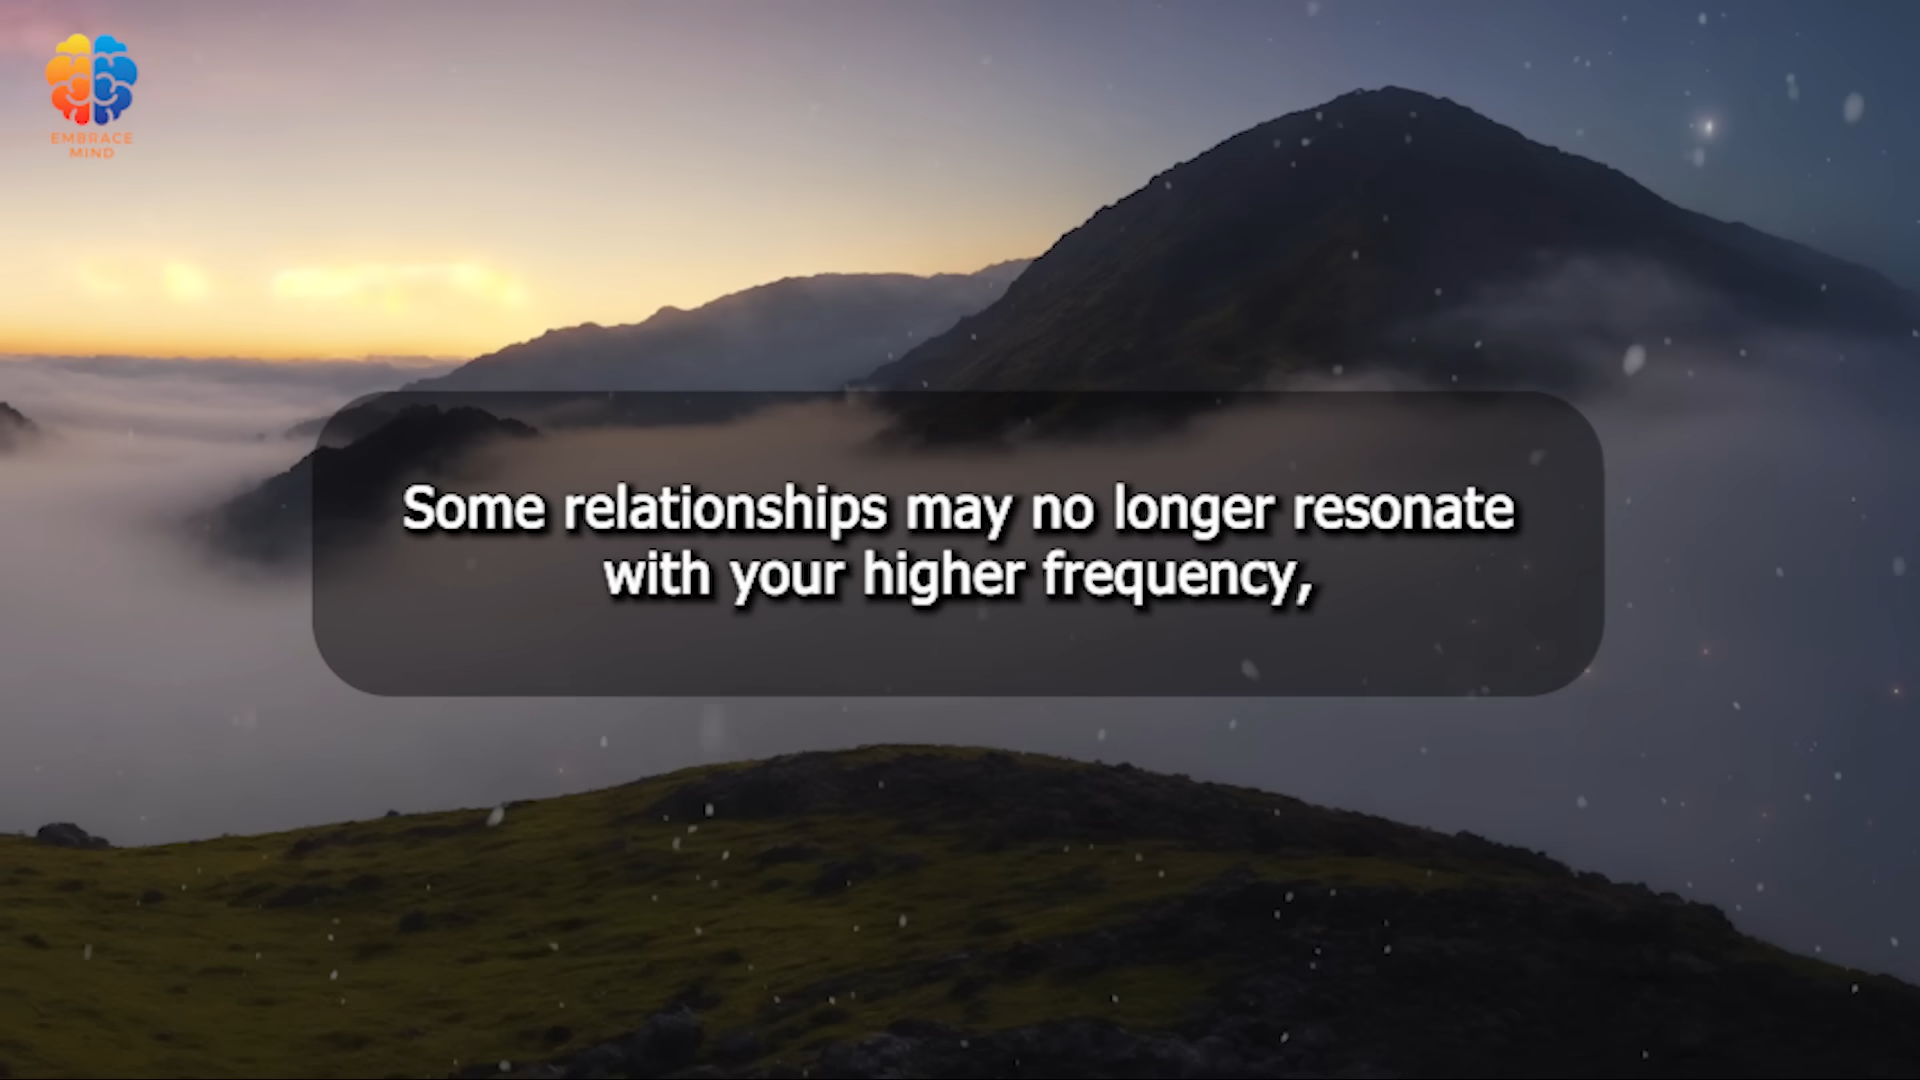 EMBRACE
MIND
Some relationships may no longer resonate
with your higher frequency,